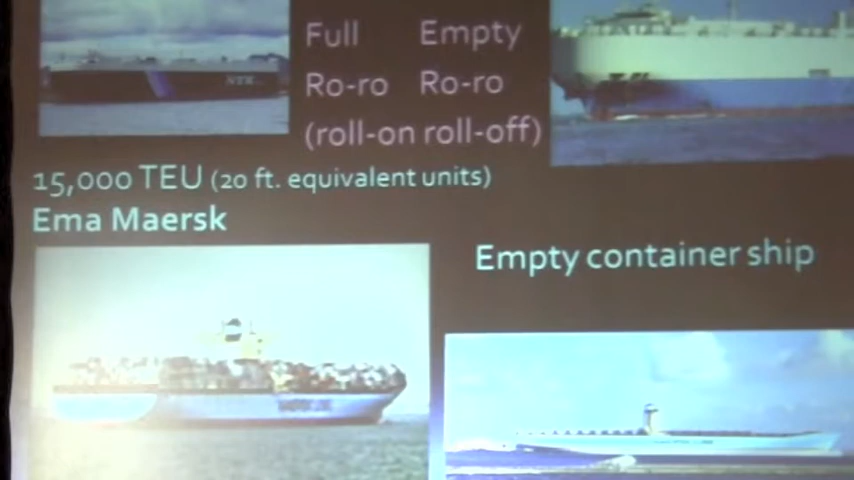 Full Empty
Ro-ro Ro-ro
(roll-on roll-off)
15,000 TEU (20 ft. equivalent units)
Ema Maersk
Empty container ship